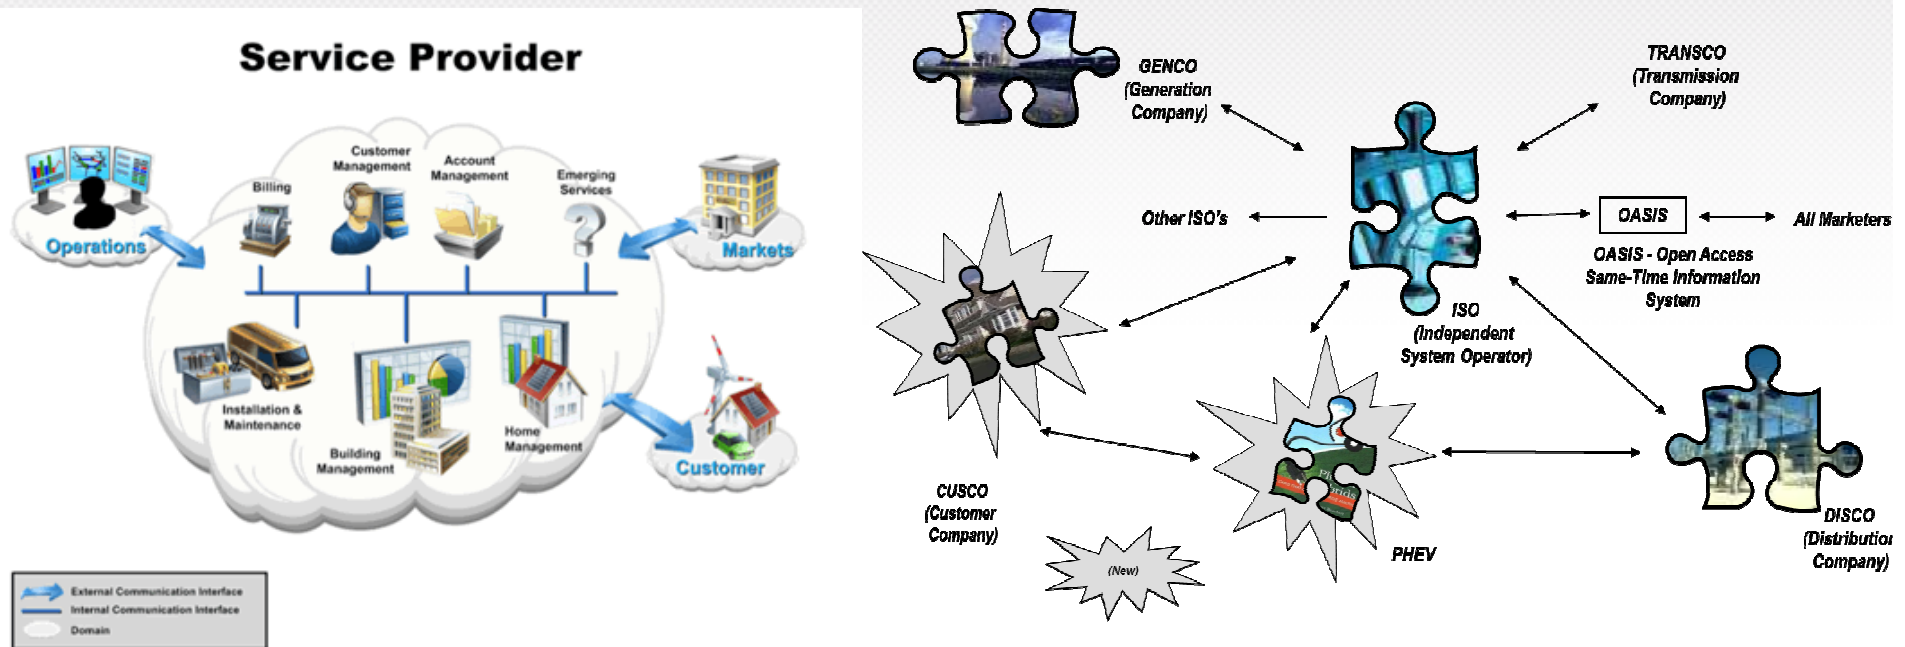 Service Provider
Customer
Management
Account
Management
Billing
Emerging
Services
Operations
Markets
Installation &
Maintenance
Building
Management
Home
Management
Customer
External Communication Interface
Internal Communication Interface
Domain
GENCO
(Generation
Company)
TRANSCO
(Transmission
Company)
Other ISO's
OASIS
All Marketers
OASIS - Open Access
Same-Time Information
System
ISO
(Independent
System Operator)
CUSCO
(Customer
Company)
(New)
PHEV
DISCO
(Distribution
Company)